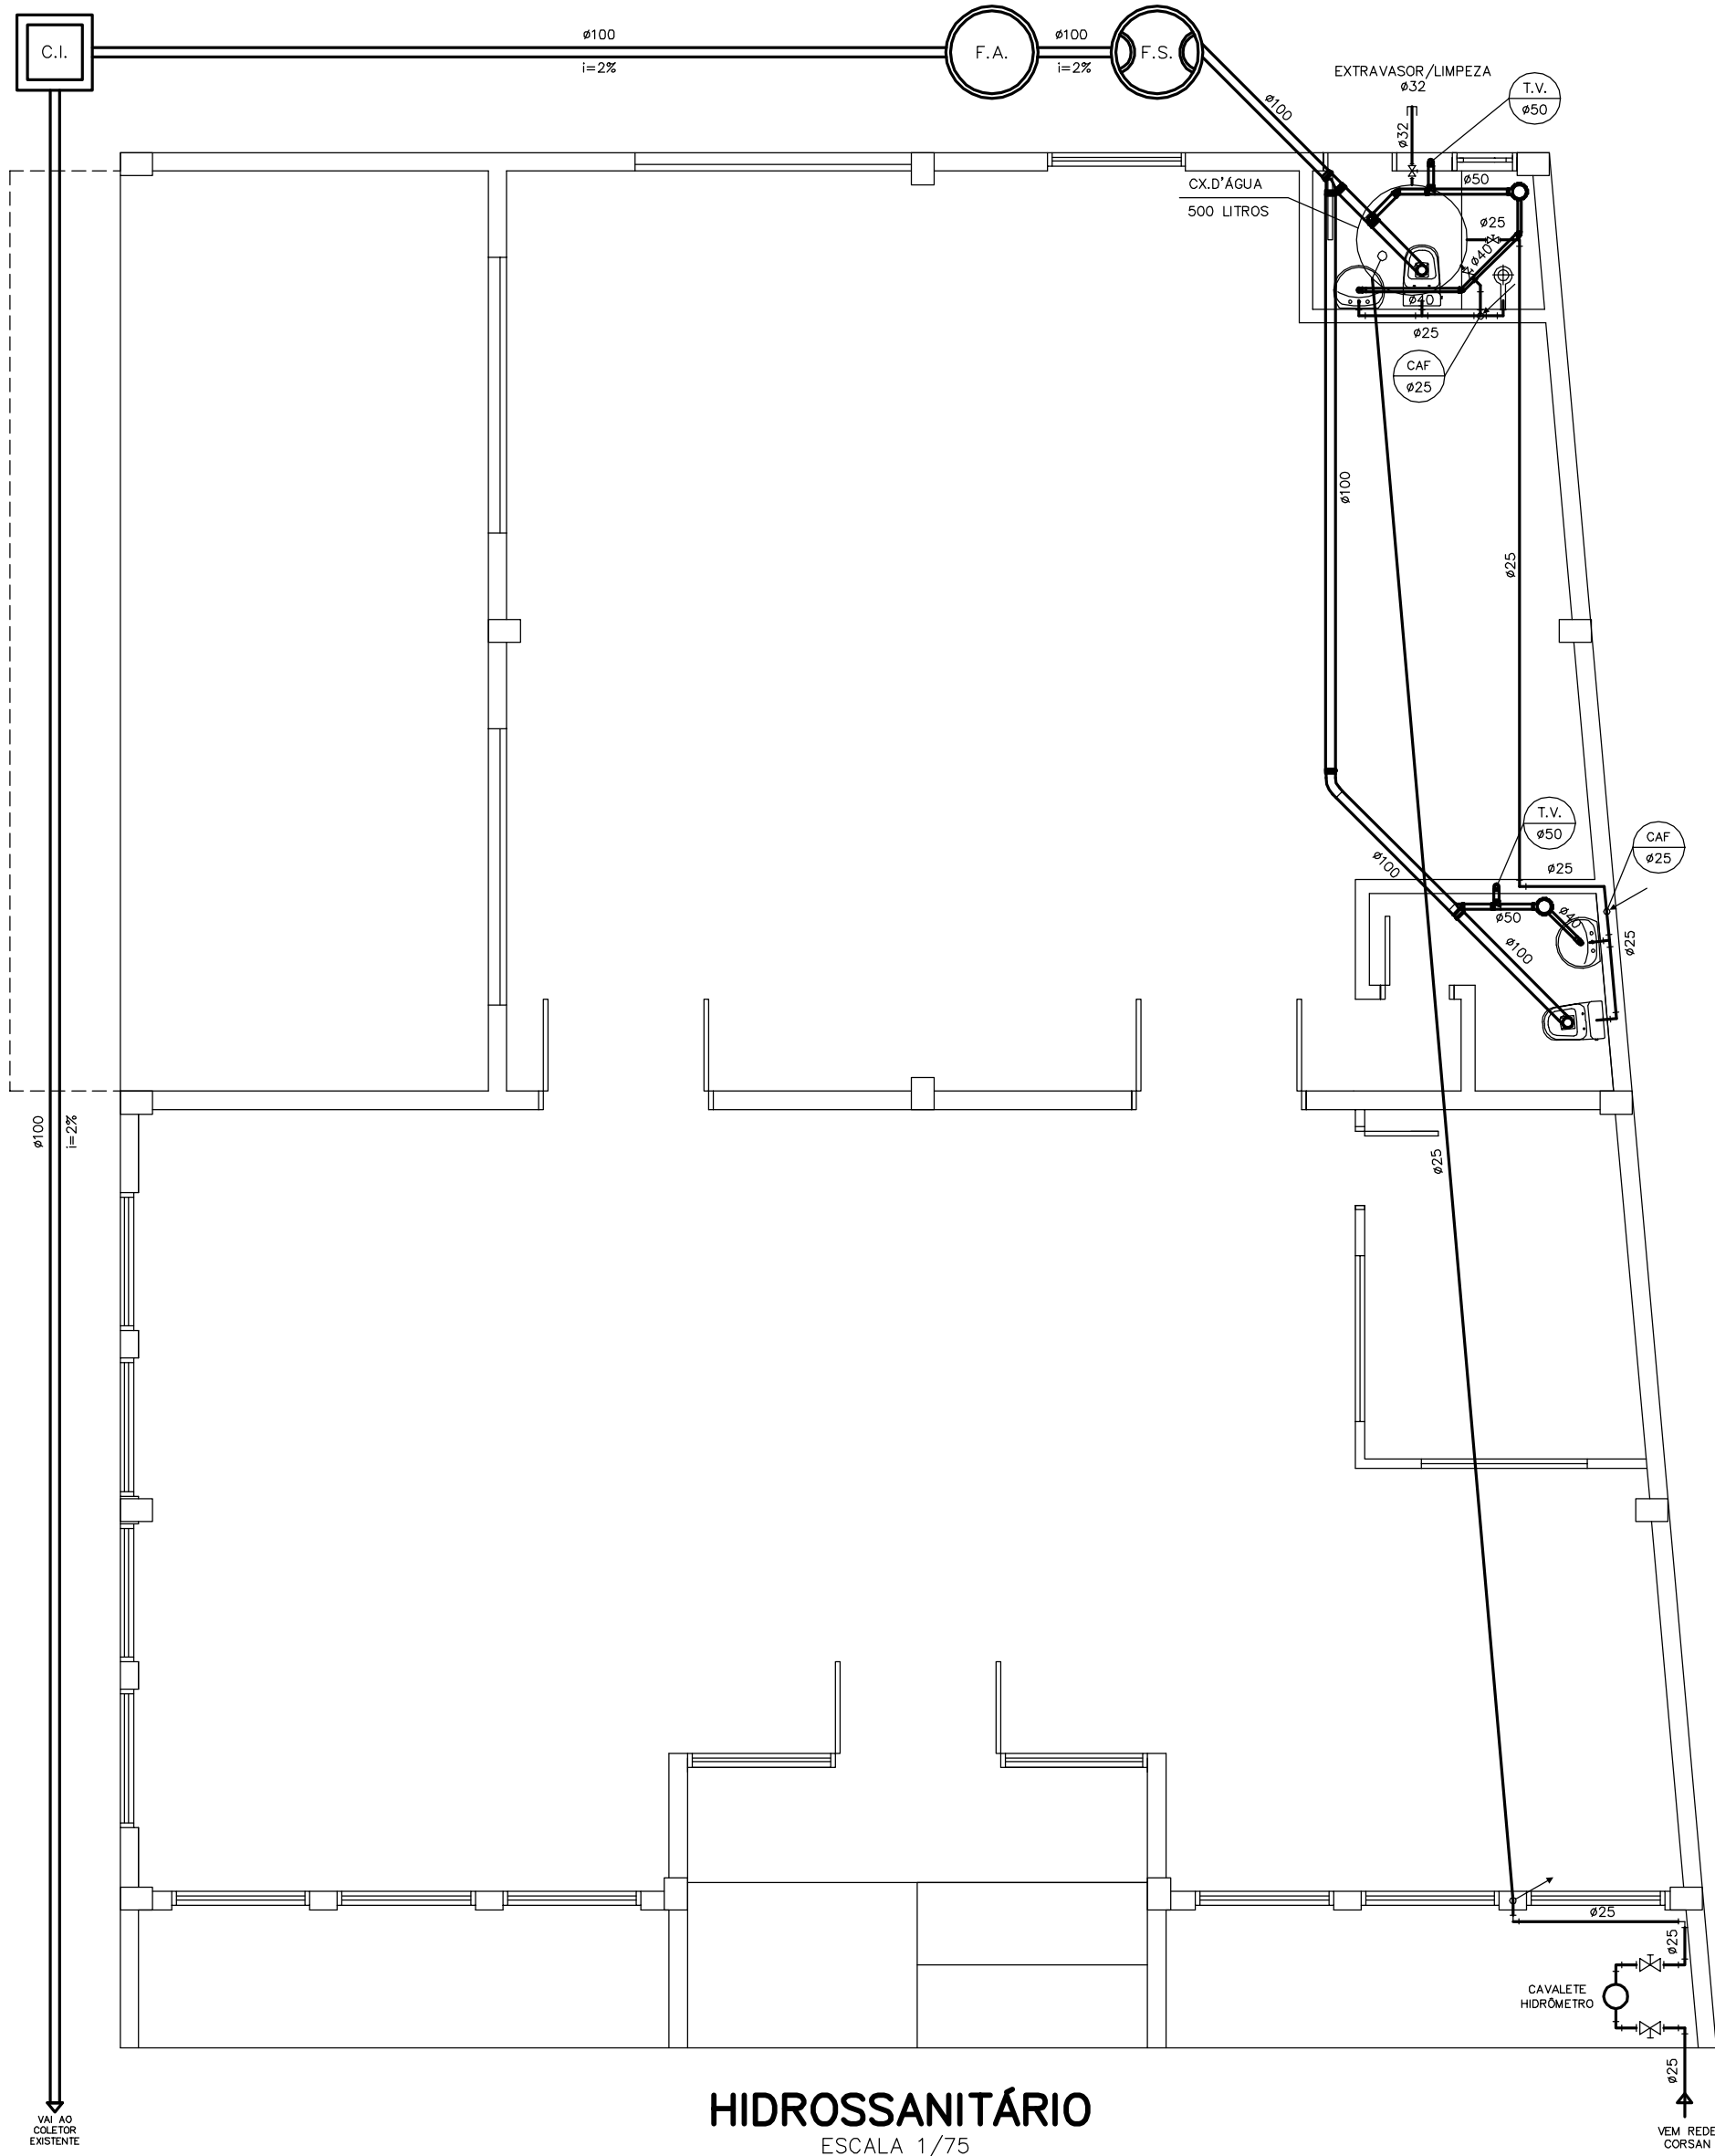 C.I.
ø100
i=2%
F.A.
ø100
i=2%
F.S.
ø100
EXTRAVASOR/LIMPEZA
ø32
T.V.
ø50
ø32
CX.D'ÁGUA
500 LITROS
ø50
ø25
ø40
ø40
ø25
CAF
ø25
ø100
ø25
T.V.
ø50
CAF
ø25
ø100
ø25
ø50
ø40
ø100
ø25
ø100
i=2%
ø25
ø25
ø25
CAVALETE
HIDRÔMETRO
ø25
VAI AO
COLETOR
EXISTENTE
HIDROSSANITÁRIO
ESCALA 1/75
VEM REDE
CORSAN